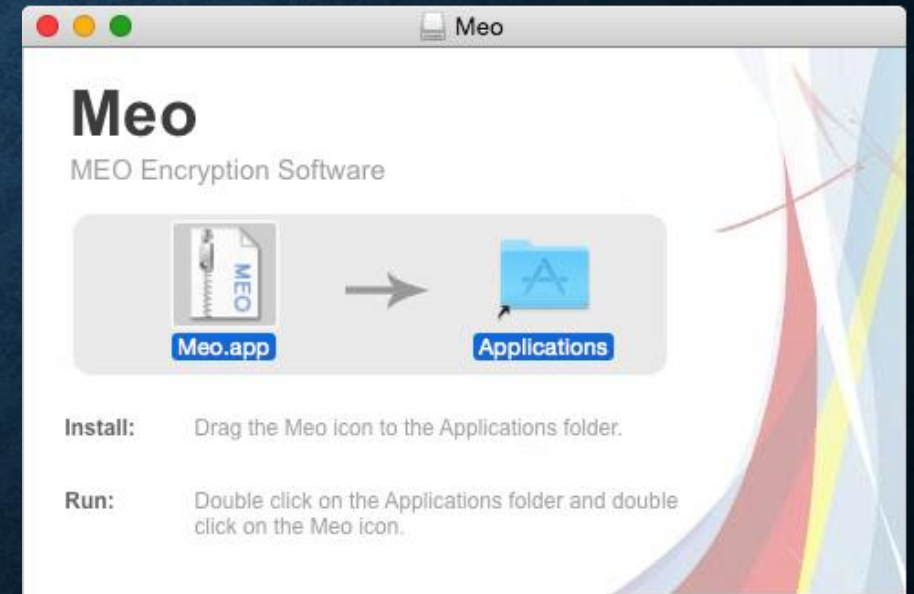 Meo
Meo
MEO Encryption Software
MEO
Meo.app
Applications
Install: Drag the Meo icon to the Applications folder.
Run: Double click on the Applications folder and double
click on the Meo icon.